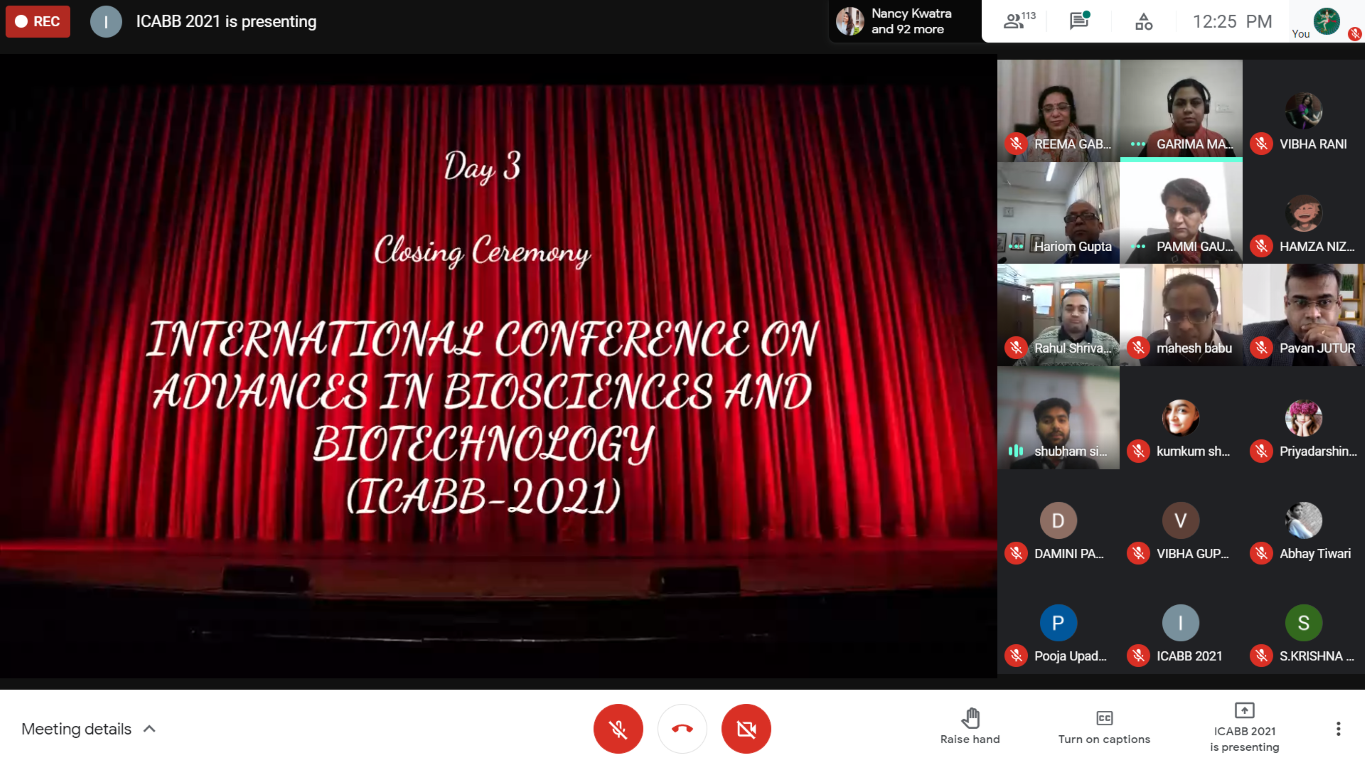 REC
I
ICABB 2021 is presenting
Nancy Kwatra
and 92 more
113
12:25 PM
You
Day 3
Closing Ceremony
INTERNATIONAL CONFERENCE ON
ADVANCES IN BIOSCIENCES AND
BIOTECHNOLOGY
(ICABB-2021)
REEMA GAB...
GARIMA MA...
VIBHA RANI
Hariom Gupta
PAMMI GAU...
HAMZA NIZ...
Rahul Shriva...
mahesh babu
Pavan JUTUR
shubham si...
kumkum sh...
Priyadarshin...
D
DAMINI PA...
V
VIBHA GUP...
Abhay Tiwari
P
Pooja Upad...
I
ICABB 2021
S
S.KRISHNA ...
Meeting details
Raise hand
CC
Turn on captions
ICABB 2021
is presenting